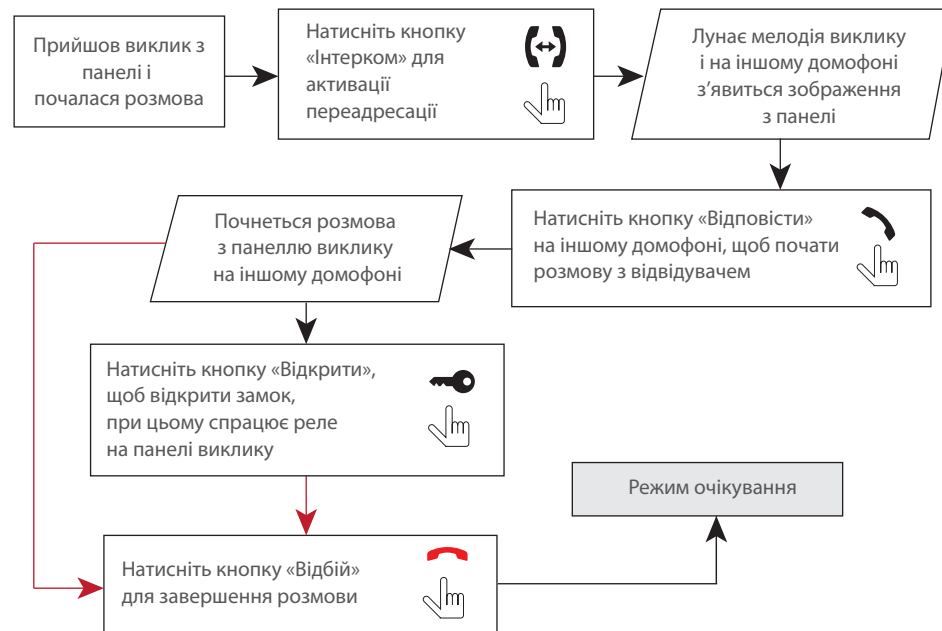 Прийшов виклик з
панелі і
почалася розмова
Натисніть кнопку
«Інтерком» для
активації
переадресації
Лунає мелодія виклику
і на іншому домофоні
з’явиться зображення
з панелі
Натисніть кнопку «Відповісти»
на іншому домофоні, щоб почати
розмову з відвідувачем
Почнеться розмова
з панеллю виклику
на іншому домофоні
Натисніть кнопку «Відкрити»,
щоб відкрити замок,
при цьому спрацює реле
на панелі виклику
Режим очікування
Натисніть кнопку «Відбій»
для завершення розмови